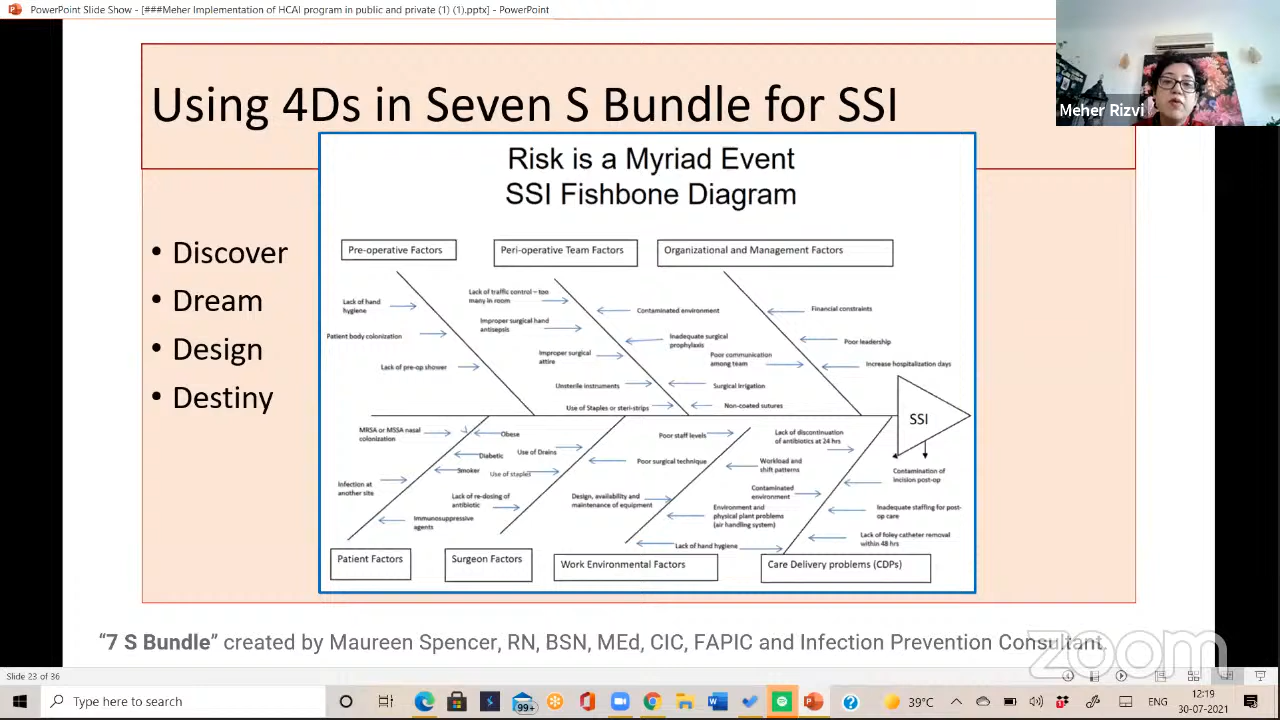 PowerPoint Slide Show - [###Meher Implementation of HCAI program in public and private (1) (1).pptx] - PowerPoint
Meher Rizvi
Using 4Ds in Seven S Bundle for SSI
• Discover
• Dream
• Design
• Destiny
Risk is a Myriad Event
SSI Fishbone Diagram
Pre-operative Factors
Peri-operative Team Factors
Organizational and Management Factors
Lack of hand
hygiene
Patient body colonization
Lack of pre-op shower
Lack of traffic control – too
many in room
Improper surgical hand
antisepsis
Improper surgical
attire
Unsterile instruments
Use of Staples or steri-strips
Contaminated environment
Inadequate surgical
prophylaxis
Surgical Irrigation
Non-coated sutures
Poor communication
among team
Financial constraints
Poor leadership
Increase hospitalization days
SSI
MRSA or MSSA nasal
colonization
Infection at
another site
Obese
Diabetic
Smoker
Immunosuppressive
agents
Use of Drains
Use of staples
Lack of re-dosing of
antibiotic
Poor surgical technique
Poor staff levels
Design, availability and
maintenance of equipment
Workload and
shift patterns
Environment and
physical plant problems
(air handling system)
Lack of hand hygiene
Lack of discontinuation
of antibiotics at 24 hrs
Contaminated
environment
Contamination of
incision post-op
Inadequate staffing for post-
op care
Lack of foley catheter removal
within 48 hrs
Patient Factors
Surgeon Factors
Work Environmental Factors
Care Delivery problems (CDPs)
“7 S Bundle” created by Maureen Spencer, RN, BSN, MEd, CIC, FAPIC and Infection Prevention Consultant.
zoom
Slide 23 of 36
Type here to search
99+
39°C
ENG
12:19
30-07-2021